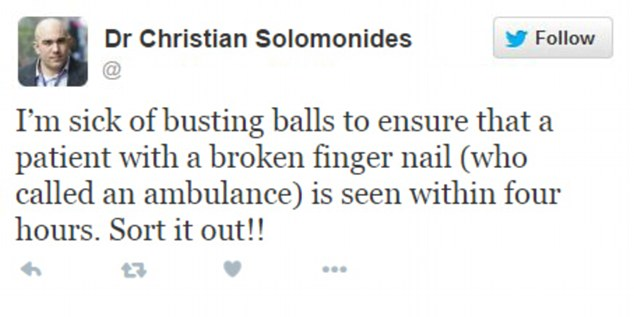 Dr Christian Solomonides
Follow
@
I'm sick of busting balls to ensure that a
patient with a broken finger nail (who
called an ambulance) is seen within four
hours. Sort it out!!